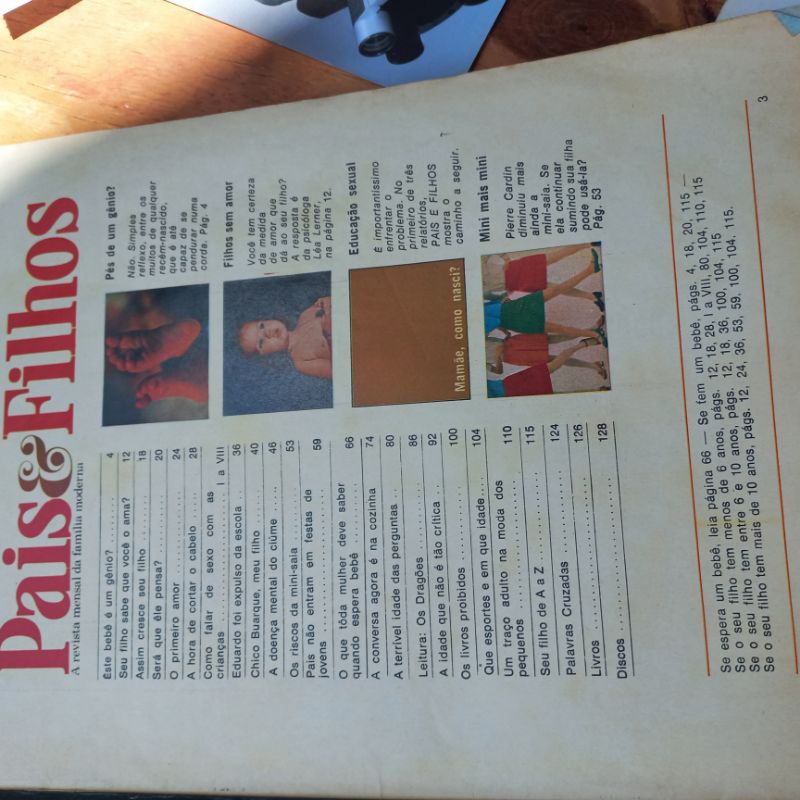 Pais & Filhos
A revista mensal da família moderna
Êste bebê é um gênio? 4
Seu filho sabe que você o ama? 12
Assim cresce seu filho 18
Será que êle pensa? 20
O primeiro amor 24
A hora de cortar o cabelo 28
Como falar de sexo com as
crianças I a VIII
Eduardo foi expulso da escola 36
Chico Buarque, meu filho 40
A doença mental do ciúme 46
Os riscos da mini-saia 53
Pais não entram em festas de
jovens 59
O que tôda mulher deve saber
quando espera bebê 66
A conversa agora é na cozinha 74
A terrível idade das perguntas 80
Leitura: Os Dragões 86
A idade que não é tão crítica 92
Os livros proibidos 100
Que esportes e em que idade 104
Um traço adulto na moda dos
pequenos 110
Seu filho de A a Z 115
Palavras Cruzadas 124
Livros 126
Discos 128
Pés de um gênio?
Não. Simples
reflexo entre os
muitos de qualquer
recém-nascido,
que é até
capaz de se
pendurar numa
corda. Pág. 4
Filhos sem amor
Você tem certeza
da medida
de amor que
dá ao seu filho?
A resposta é
da psicóloga
Léa Lerner,
na página 12.
Mamãe, como nasci?
Educação sexual
É importantíssimo
enfrentar o
problema. No
primeiro de três
relatórios,
PAIS E FILHOS
mostra o
caminho a seguir.
Mini mais mini
Pierre Cardin
diminuiu mais
ainda a
mini-saia. Se
ela continuar
sumindo sua filha
pode usá-la?
Pág. 53
Se espera um bebê, leia página 66 — Se tem um bebê, págs. 4, 18, 20, 115 —
Se o seu filho tem menos de 6 anos, págs. 12, 18, 28, I a VIII, 80, 104, 110, 115
Se o seu filho tem entre 6 e 10 anos, págs. 12, 18, 36, 100, 104, 115
Se o seu filho tem mais de 10 anos, págs. 12, 24, 36, 53, 59, 100, 104, 115.
3